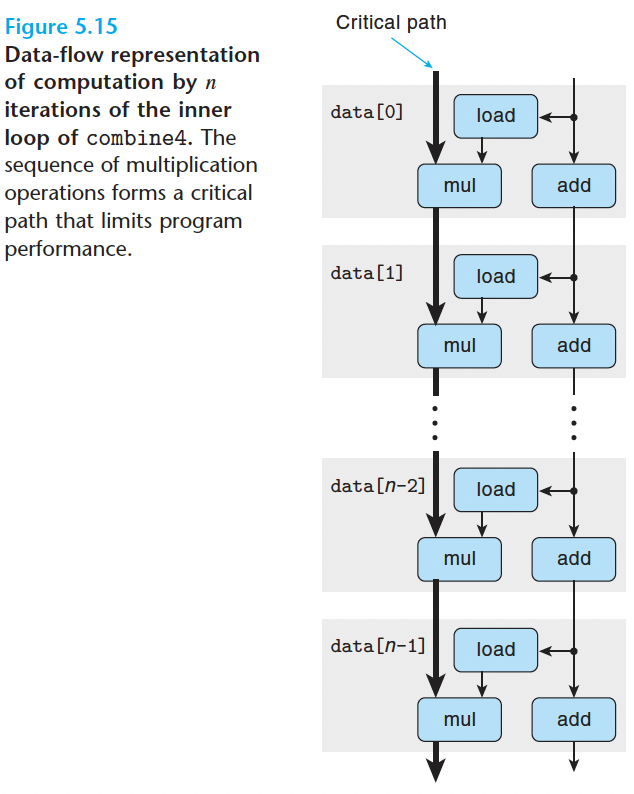 Figure 5.15
Data-flow representation
of computation by n
iterations of the inner
loop of combine4. The
sequence of multiplication
operations forms a critical
path that limits program
performance.
Critical path
data[0]
load
mul
add
data[1]
load
mul
add
data[n-2]
load
mul
add
data[n-1]
load
mul
add